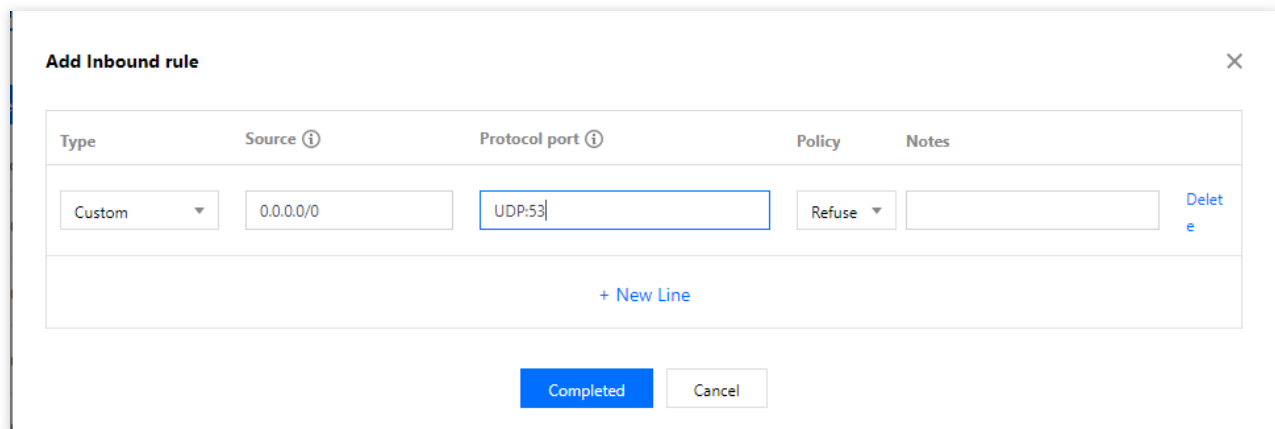 Add Inbound rule
Type Source Protocol port Policy Notes
Custom 0.0.0.0/0 UDP:53 Refuse Delet
e
+ New Line
Completed Cancel